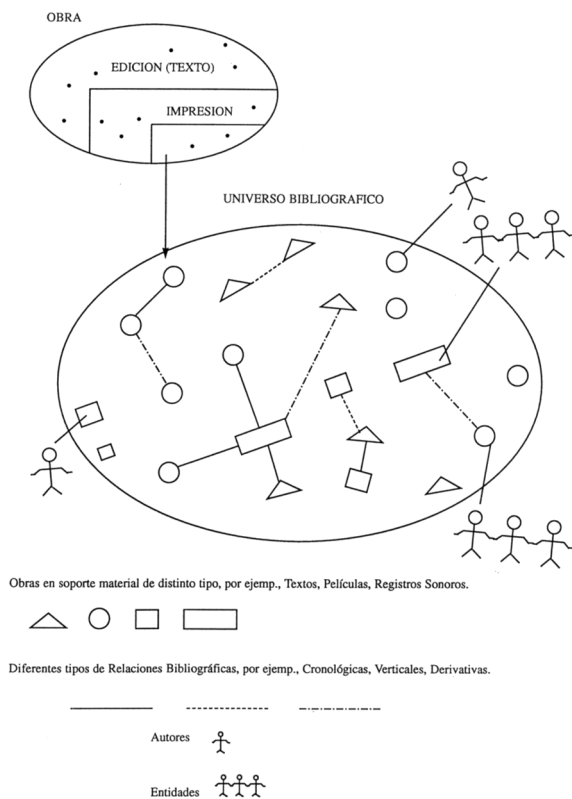 OBRA
EDICION (TEXTO)
IMPRESION
UNIVERSO BIBLIOGRAFICO
Obras en soporte material de distinto tipo, por ejemp., Textos, Películas, Registros Sonoros.
Diferentes tipos de Relaciones Bibliográficas, por ejemp., Cronológicas, Verticales, Derivativas.
Autores
Entidades